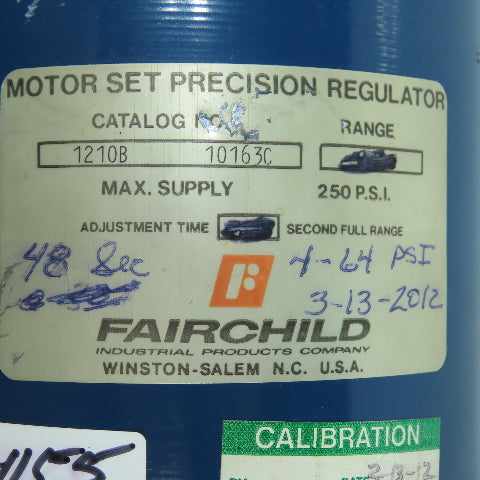 MOTOR SET PRECISION REGULATOR
CATALOG NO. RANGE
1210B 10163C
MAX. SUPPLY 250 P.S.I.
ADJUSTMENT TIME SECOND FULL RANGE
48 Sec 4-64 PSI
3-13-2012
FAIRCHILD
INDUSTRIAL PRODUCTS COMPANY
WINSTON-SALEM N.C. U.S.A.
CALIBRATION